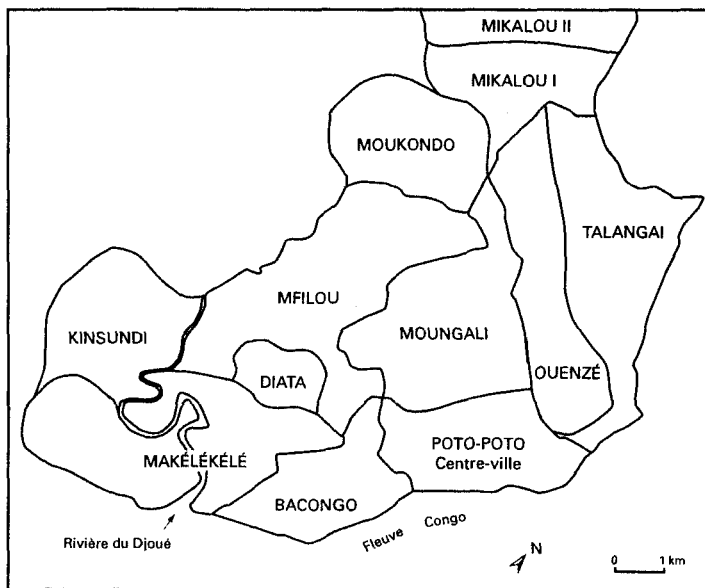 MIKALOU II
MIKALOU I
MOUKONDO
TALANGAI
MFILOU
KINSUNDI
MOUNGALI
DIATA
OUENZÉ
POTO-POTO
Centre-ville
MAKÉLÉKÉLÉ
BACONGO
Rivière du Djoué
Fleuve Congo
N
0 1 km